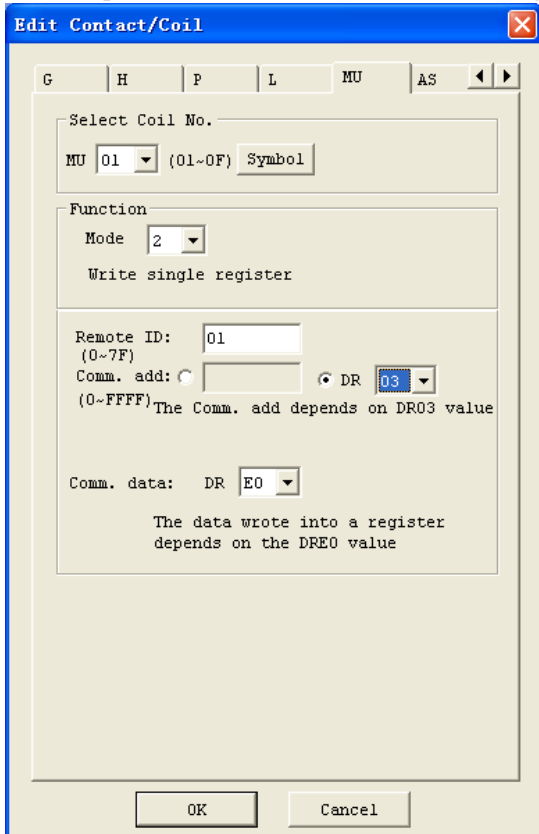 Edit Contact/Coil
G H P L MU AS
Select Coil No.
MU 01 (01~0F) Symbol
Function
Mode 2
Write single register
Remote ID: 01
(0~7F)
Comm. add: DR 03
(0~FFFF) The Comm. add depends on DR03 value
Comm. data: DR E0
The data wrote into a register
depends on the DRE0 value
OK Cancel